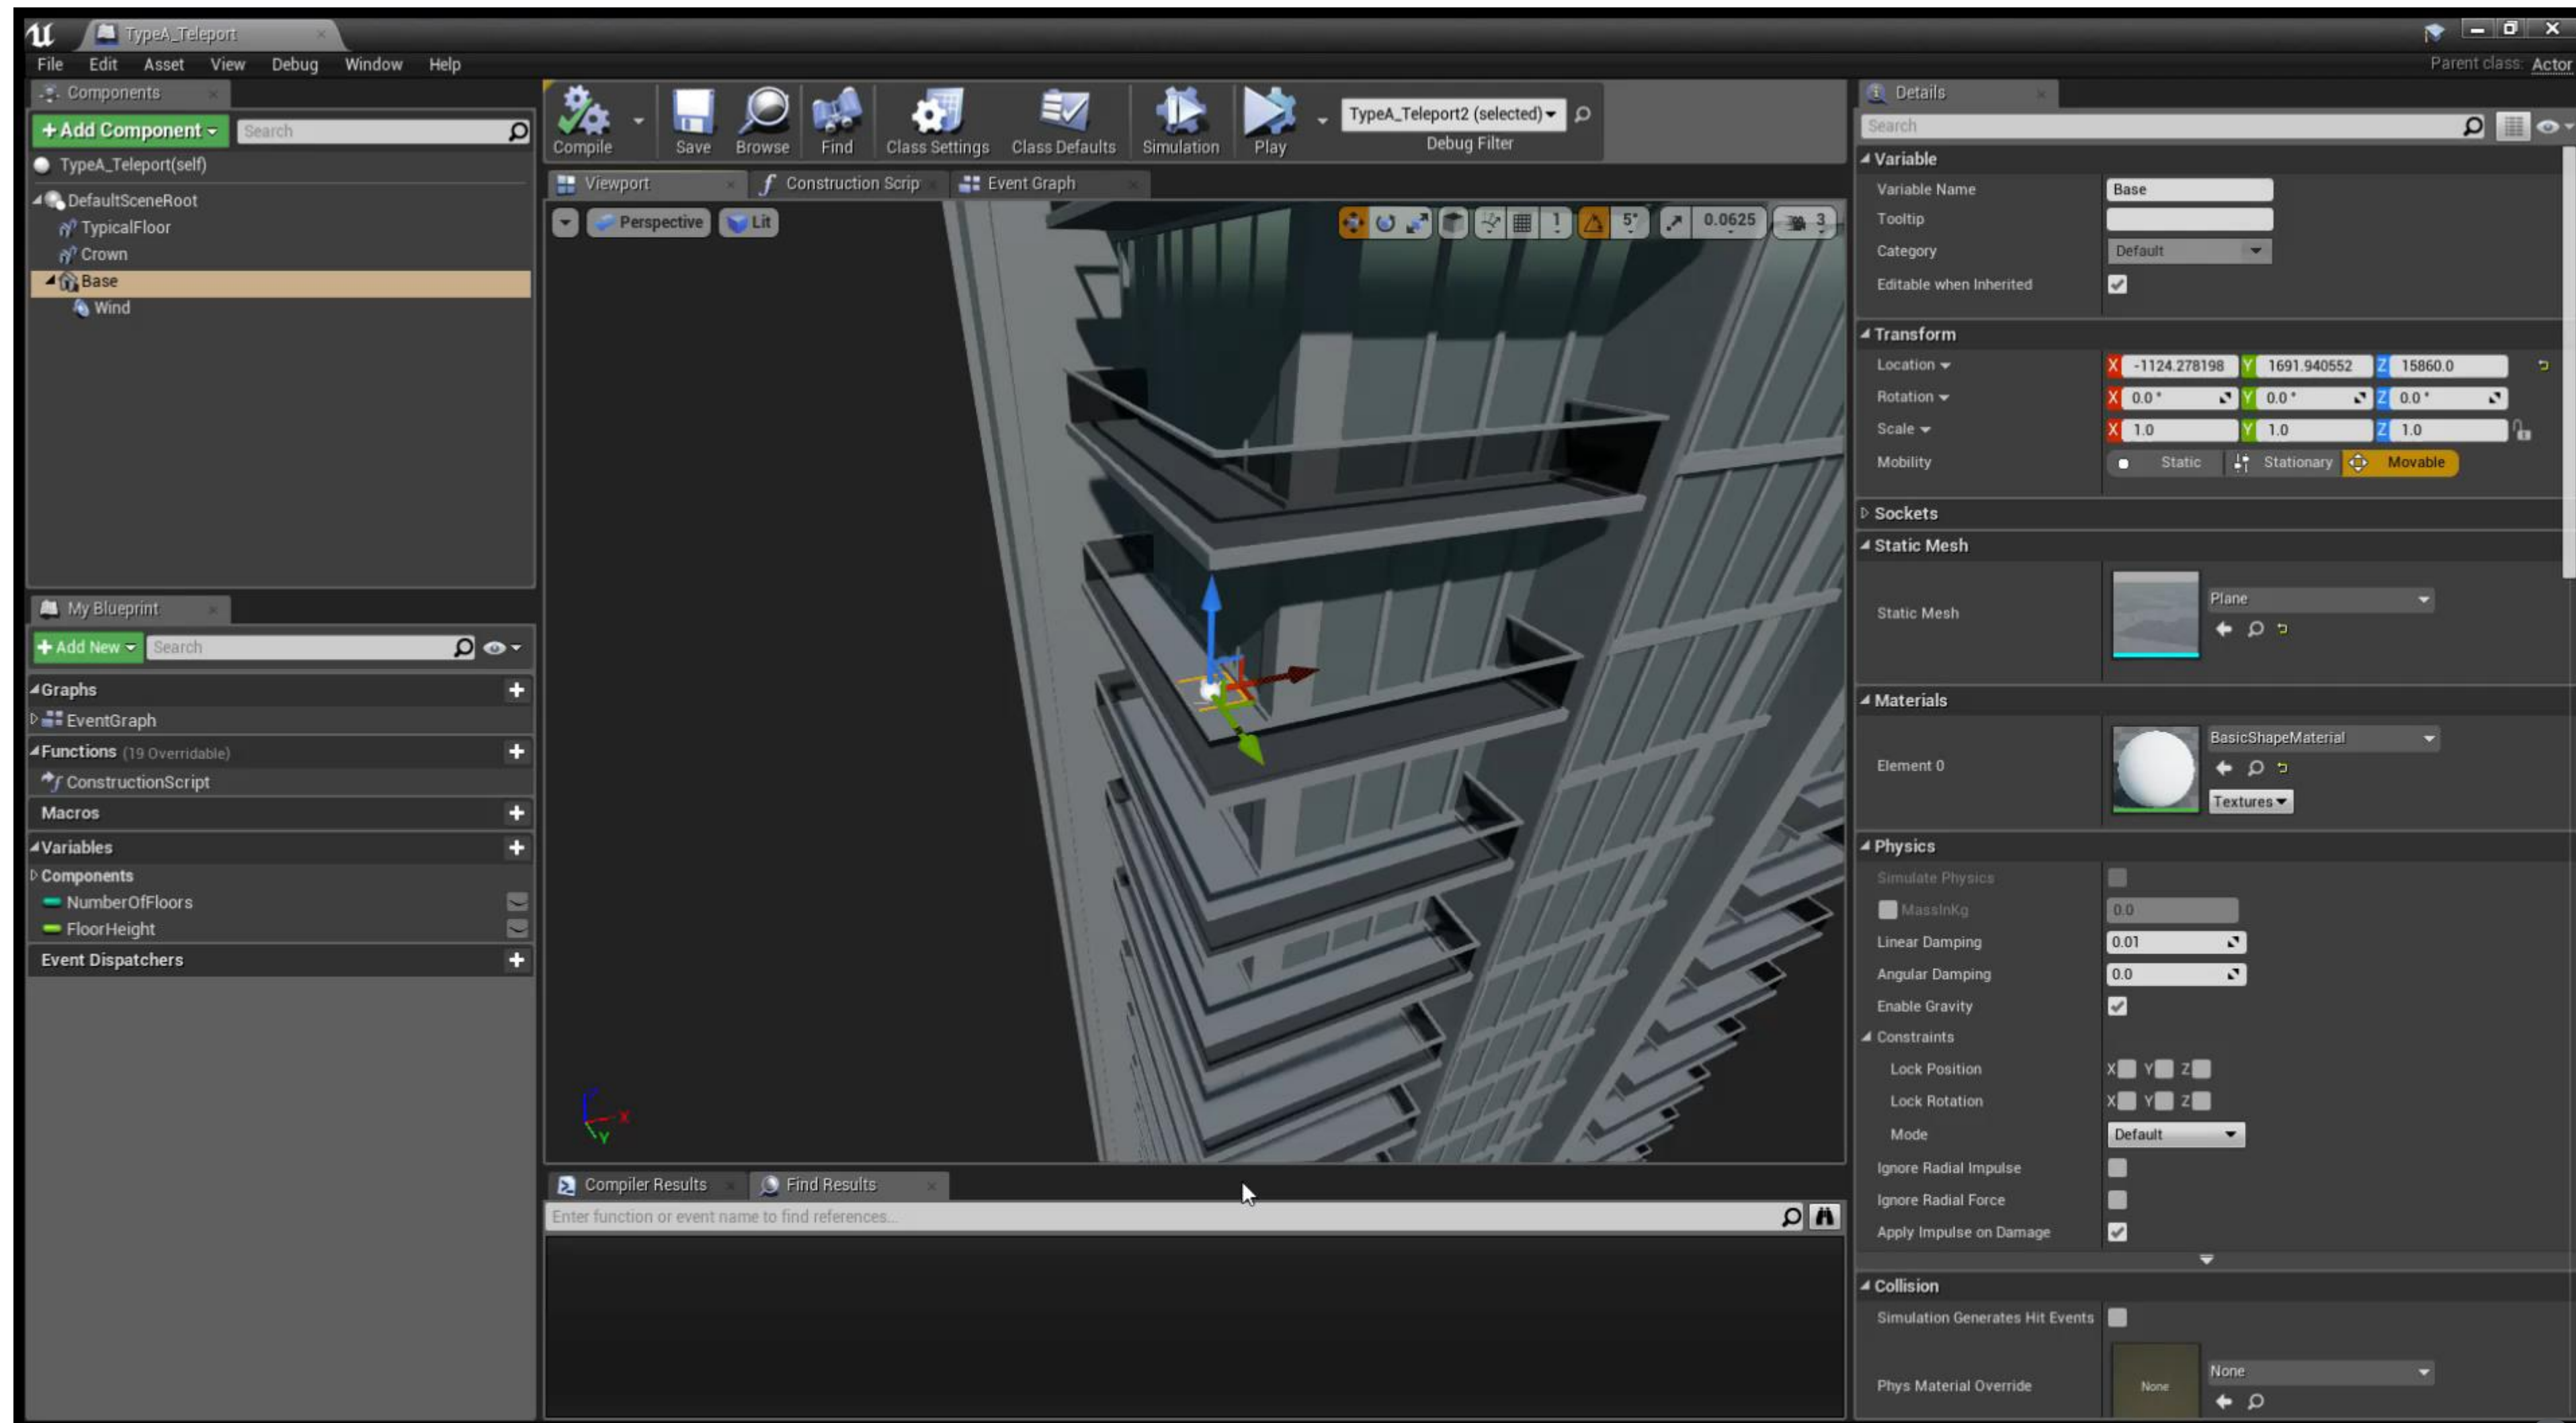 TypeA_Teleport
File Edit Asset View Debug Window Help
Parent class: Actor
Components
+Add Component Search
TypeA_Teleport(self)
DefaultSceneRoot
TypicalFloor
Crown
Base
Wind
My Blueprint
+Add New Search
Graphs
EventGraph
Functions (19 Overridable)
ConstructionScript
Macros
Variables
Components
NumberOfFloors
FloorHeight
Event Dispatchers
Compile Save Browse Find Class Settings Class Defaults Simulation Play
TypeA_Teleport2 (selected)
Debug Filter
Viewport Construction Scrip Event Graph
Perspective Lit 1 5° 0.0625 3
X
Y
Compiler Results Find Results
Enter function or event name to find references...
Details
Search
Variable
Variable Name Base
Tooltip
Category Default
Editable when Inherited
Transform
Location X -1124.278198 Y 1691.940552 Z 15860.0
Rotation X 0.0° Y 0.0° Z 0.0°
Scale X 1.0 Y 1.0 Z 1.0
Mobility Static Stationary Movable
Sockets
Static Mesh
Static Mesh Plane
Materials
Element 0 BasicShapeMaterial
Textures
Physics
Simulate Physics
MassInKg 0.0
Linear Damping 0.01
Angular Damping 0.0
Enable Gravity
Constraints
Lock Position X Y Z
Lock Rotation X Y Z
Mode Default
Ignore Radial Impulse
Ignore Radial Force
Apply Impulse on Damage
Collision
Simulation Generates Hit Events
Phys Material Override None None